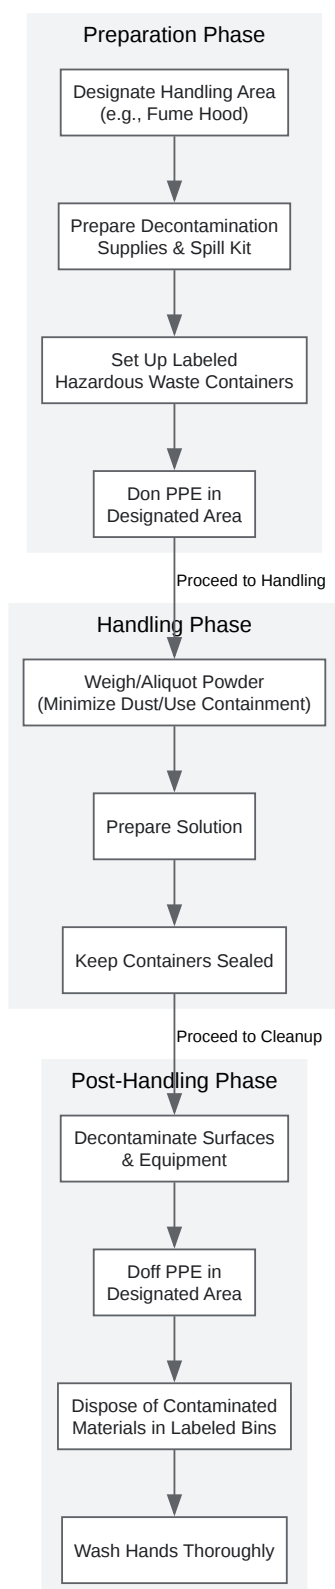 Preparation Phase
Designate Handling Area
(e.g., Fume Hood)
Prepare Decontamination
Supplies & Spill Kit
Set Up Labeled
Hazardous Waste Containers
Don PPE in
Designated Area
Proceed to Handling
Handling Phase
Weigh/Aliquot Powder
(Minimize Dust/Use Containment)
Prepare Solution
Keep Containers Sealed
Proceed to Cleanup
Post-Handling Phase
Decontaminate Surfaces
& Equipment
Doff PPE in
Designated Area
Dispose of Contaminated
Materials in Labeled Bins
Wash Hands Thoroughly